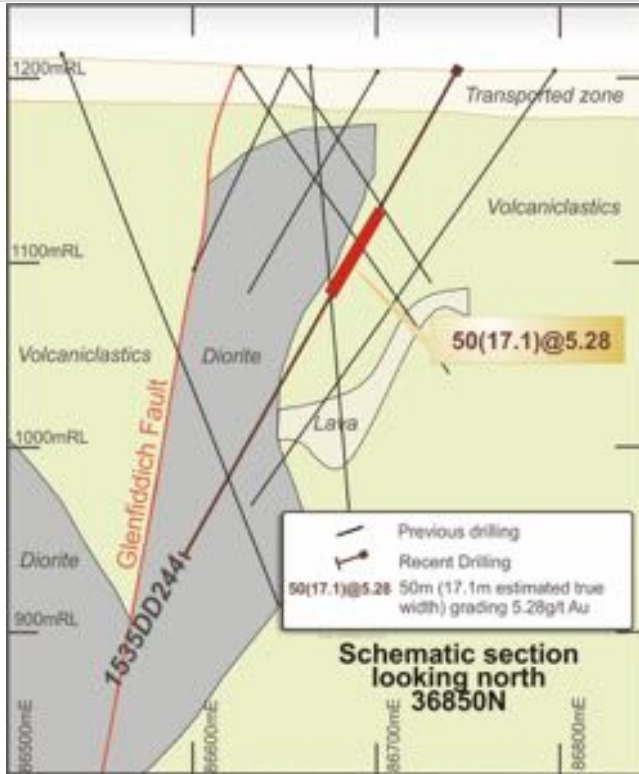 1200mRL
Transported zone
Volcaniclastics
1100mRL
50(17.1)@5.28
Volcaniclastics
Diorite
Lava
Glenfiddich Fault
1000mRL
Diorite
1535DD244
Previous drilling
Recent Drilling
50(17.1)@5.28 50m (17.1m estimated true
width) grading 5.28g/t Au
900mRL
Schematic section
looking north
36850N
86500mE
86600mE
86700mE
86800mE